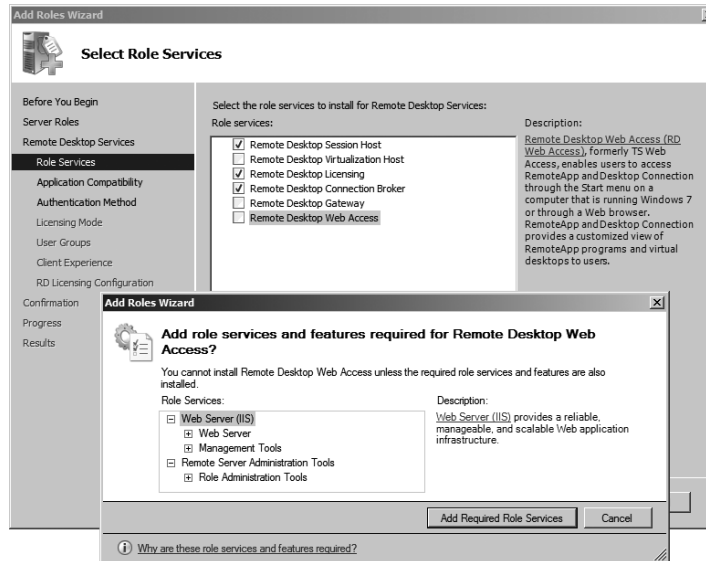 Add Roles Wizard
Select Role Services
Before You Begin
Server Roles
Remote Desktop Services
Role Services
Application Compatibility
Authentication Method
Licensing Mode
User Groups
Client Experience
RD Licensing Configuration
Confirmation
Progress
Results
Select the role services to install for Remote Desktop Services:
Role services:
Remote Desktop Session Host
Remote Desktop Virtualization Host
Remote Desktop Licensing
Remote Desktop Connection Broker
Remote Desktop Gateway
Remote Desktop Web Access
Description:
Remote Desktop Web Access (RD
Web Access), formerly TS Web
Access, enables users to access
RemoteApp and Desktop Connection
through the Start menu on a
computer that is running Windows 7
or through a Web browser.
RemoteApp and Desktop Connection
provides a customized view of
RemoteApp programs and virtual
desktops to users.
Add Roles Wizard
Add role services and features required for Remote Desktop Web
Access?
You cannot install Remote Desktop Web Access unless the required role services and features are also
installed.
Role Services:
Web Server (IIS)
Web Server
Management Tools
Remote Server Administration Tools
Role Administration Tools
Description:
Web Server (IIS) provides a reliable,
manageable, and scalable Web application
infrastructure.
Add Required Role Services
Cancel
Why are these role services and features required?